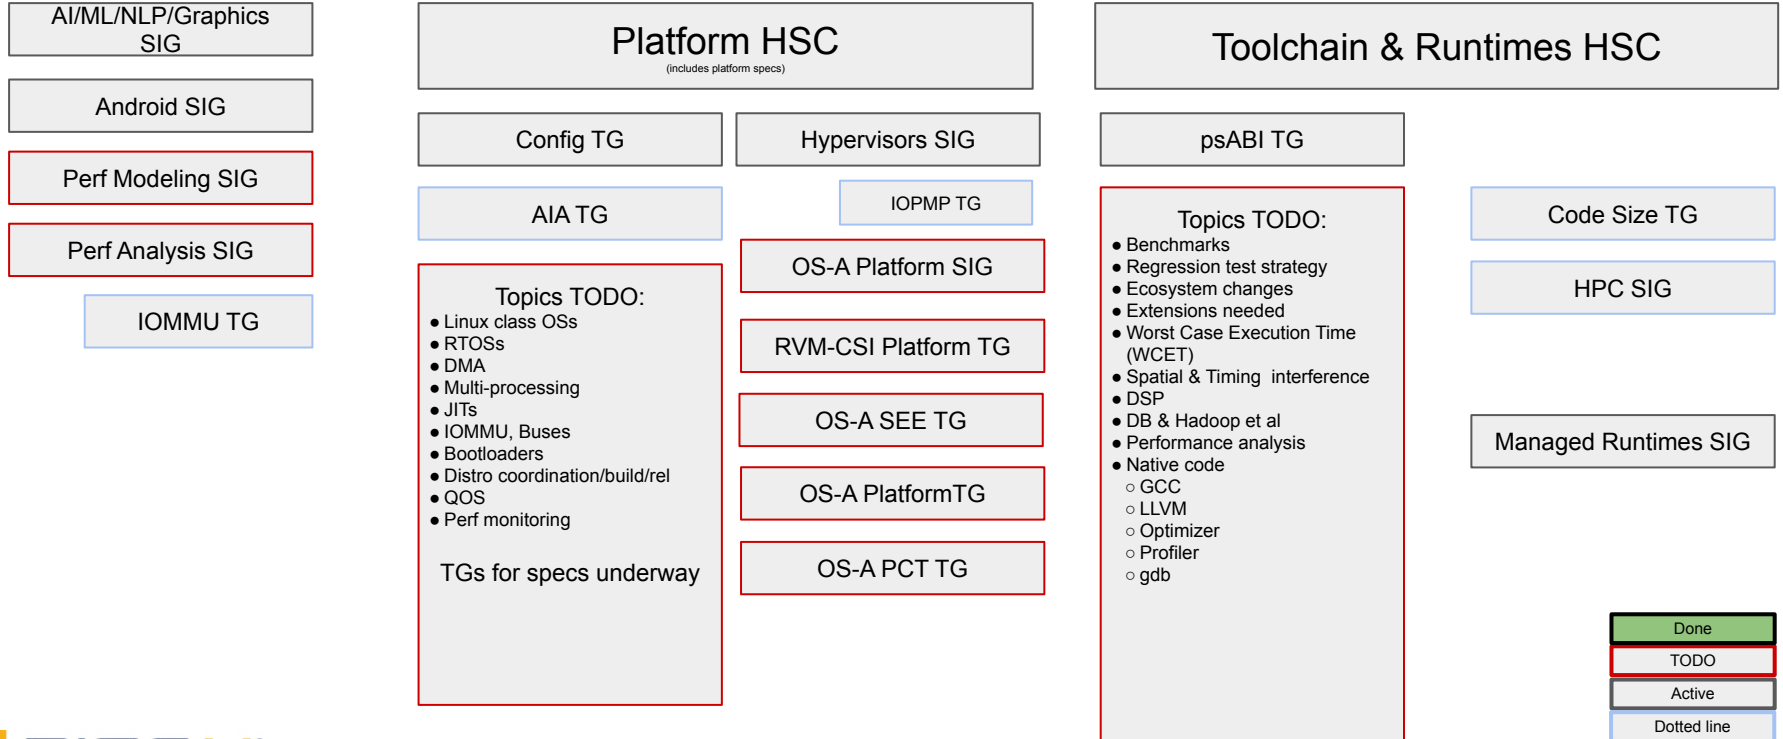 AI/ML/NLP/Graphics
SIG
Android SIG
Perf Modeling SIG
Perf Analysis SIG
IOMMU TG
Platform HSC
(includes platform specs)
Config TG
AIA TG
Topics TODO:
● Linux class OSs
● RTOSs
● DMA
● Multi-processing
● JITs
● IOMMU, Buses
● Bootloaders
● Distro coordination/build/rel
● QOS
● Perf monitoring
TGs for specs underway
Hypervisors SIG
IOPMP TG
OS-A Platform SIG
RVM-CSI Platform TG
OS-A SEE TG
OS-A PlatformTG
OS-A PCT TG
Toolchain & Runtimes HSC
psABI TG
Topics TODO:
● Benchmarks
● Regression test strategy
● Ecosystem changes
● Extensions needed
● Worst Case Execution Time
(WCET)
● Spatial & Timing interference
● DSP
● DB & Hadoop et al
● Performance analysis
● Native code
○ GCC
○ LLVM
○ Optimizer
○ Profiler
○ gdb
Code Size TG
HPC SIG
Managed Runtimes SIG
Done
TODO
Active
Dotted line